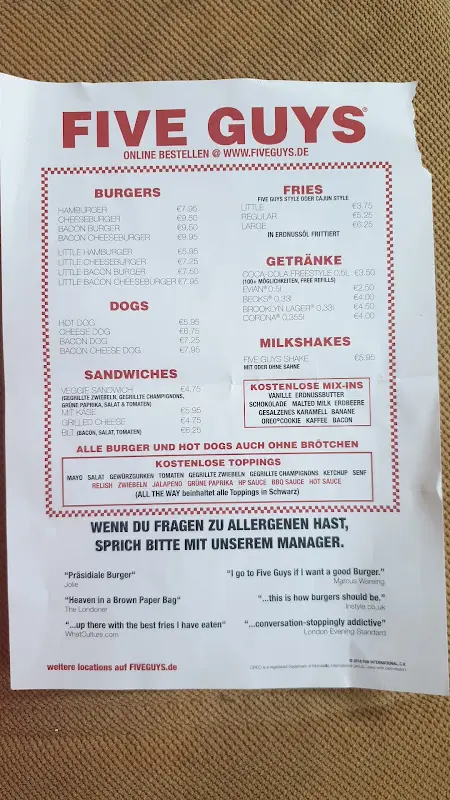 FIVE GUYS®
ONLINE BESTELLEN @ WWW.FIVEGUYS.DE
BURGERS
HAMBURGER €7.95
CHEESEBURGER €9.50
BACON BURGER €9.50
BACON CHEESEBURGER €9.95
LITTLE HAMBURGER €5.95
LITTLE CHEESEBURGER €7.25
LITTLE BACON BURGER €7.50
LITTLE BACON CHEESEBURGER €7.95
DOGS
HOT DOG €5.95
CHEESE DOG €6.75
BACON DOG €7.25
BACON CHEESE DOG €7.95
SANDWICHES
VEGGIE SANDWICH €4.75
(GEGRILLTE ZWIEBELN, GEGRILLTE CHAMPIGNONS,
GRÜNE PAPRIKA, SALAT & TOMATEN)
MIT KÄSE €5.95
GRILLED CHEESE €4.75
BLT (BACON, SALAT, TOMATEN) €6.25
FRIES
FIVE GUYS STYLE ODER CAJUN STYLE
LITTLE €3.75
REGULAR €5.25
LARGE €6.25
IN ERDNUSSÖL FRITTIERT
GETRÄNKE
COCA-COLA FREESTYLE 0,5L €3.50
(100+ MÖGLICHKEITEN, FREE REFILLS)
EVIAN® 0.5l €2.50
BECKS® 0,33l €4.00
BROOKLYN LAGER® 0,33l €4.50
CORONA® 0,355l €4.00
MILKSHAKES
FIVE GUYS SHAKE €5.95
MIT ODER OHNE SAHNE
KOSTENLOSE MIX-INS
VANILLE ERDNUSSBUTTER
SCHOKOLADE MALTED MILK ERDBEERE
GESALZENES KARAMELL BANANE
OREO®COOKIE KAFFEE BACON
ALLE BURGER UND HOT DOGS AUCH OHNE BRÖTCHEN
KOSTENLOSE TOPPINGS
MAYO SALAT GEWÜRZGURKEN TOMATEN GEGRILLTE ZWIEBELN GEGRILLTE CHAMPIGNONS KETCHUP SENF
RELISH ZWIEBELN JALAPENO GRÜNE PAPRIKA HP SAUCE BBQ SAUCE HOT SAUCE
(ALL THE WAY beinhaltet alle Toppings in Schwarz)
WENN DU FRAGEN ZU ALLERGENEN HAST,
SPRICH BITTE MIT UNSEREM MANAGER.
"Präsidiale Burger"
Jolie
"Heaven in a Brown Paper Bag"
The Londoner
"...up there with the best fries I have eaten"
WhatCulture.com
"I go to Five Guys if I want a good Burger."
Marcus Wareing
"...this is how burgers should be."
Instyle.co.uk
"...conversation-stoppingly addictive"
London Evening Standard
weitere locations auf FIVEGUYS.de